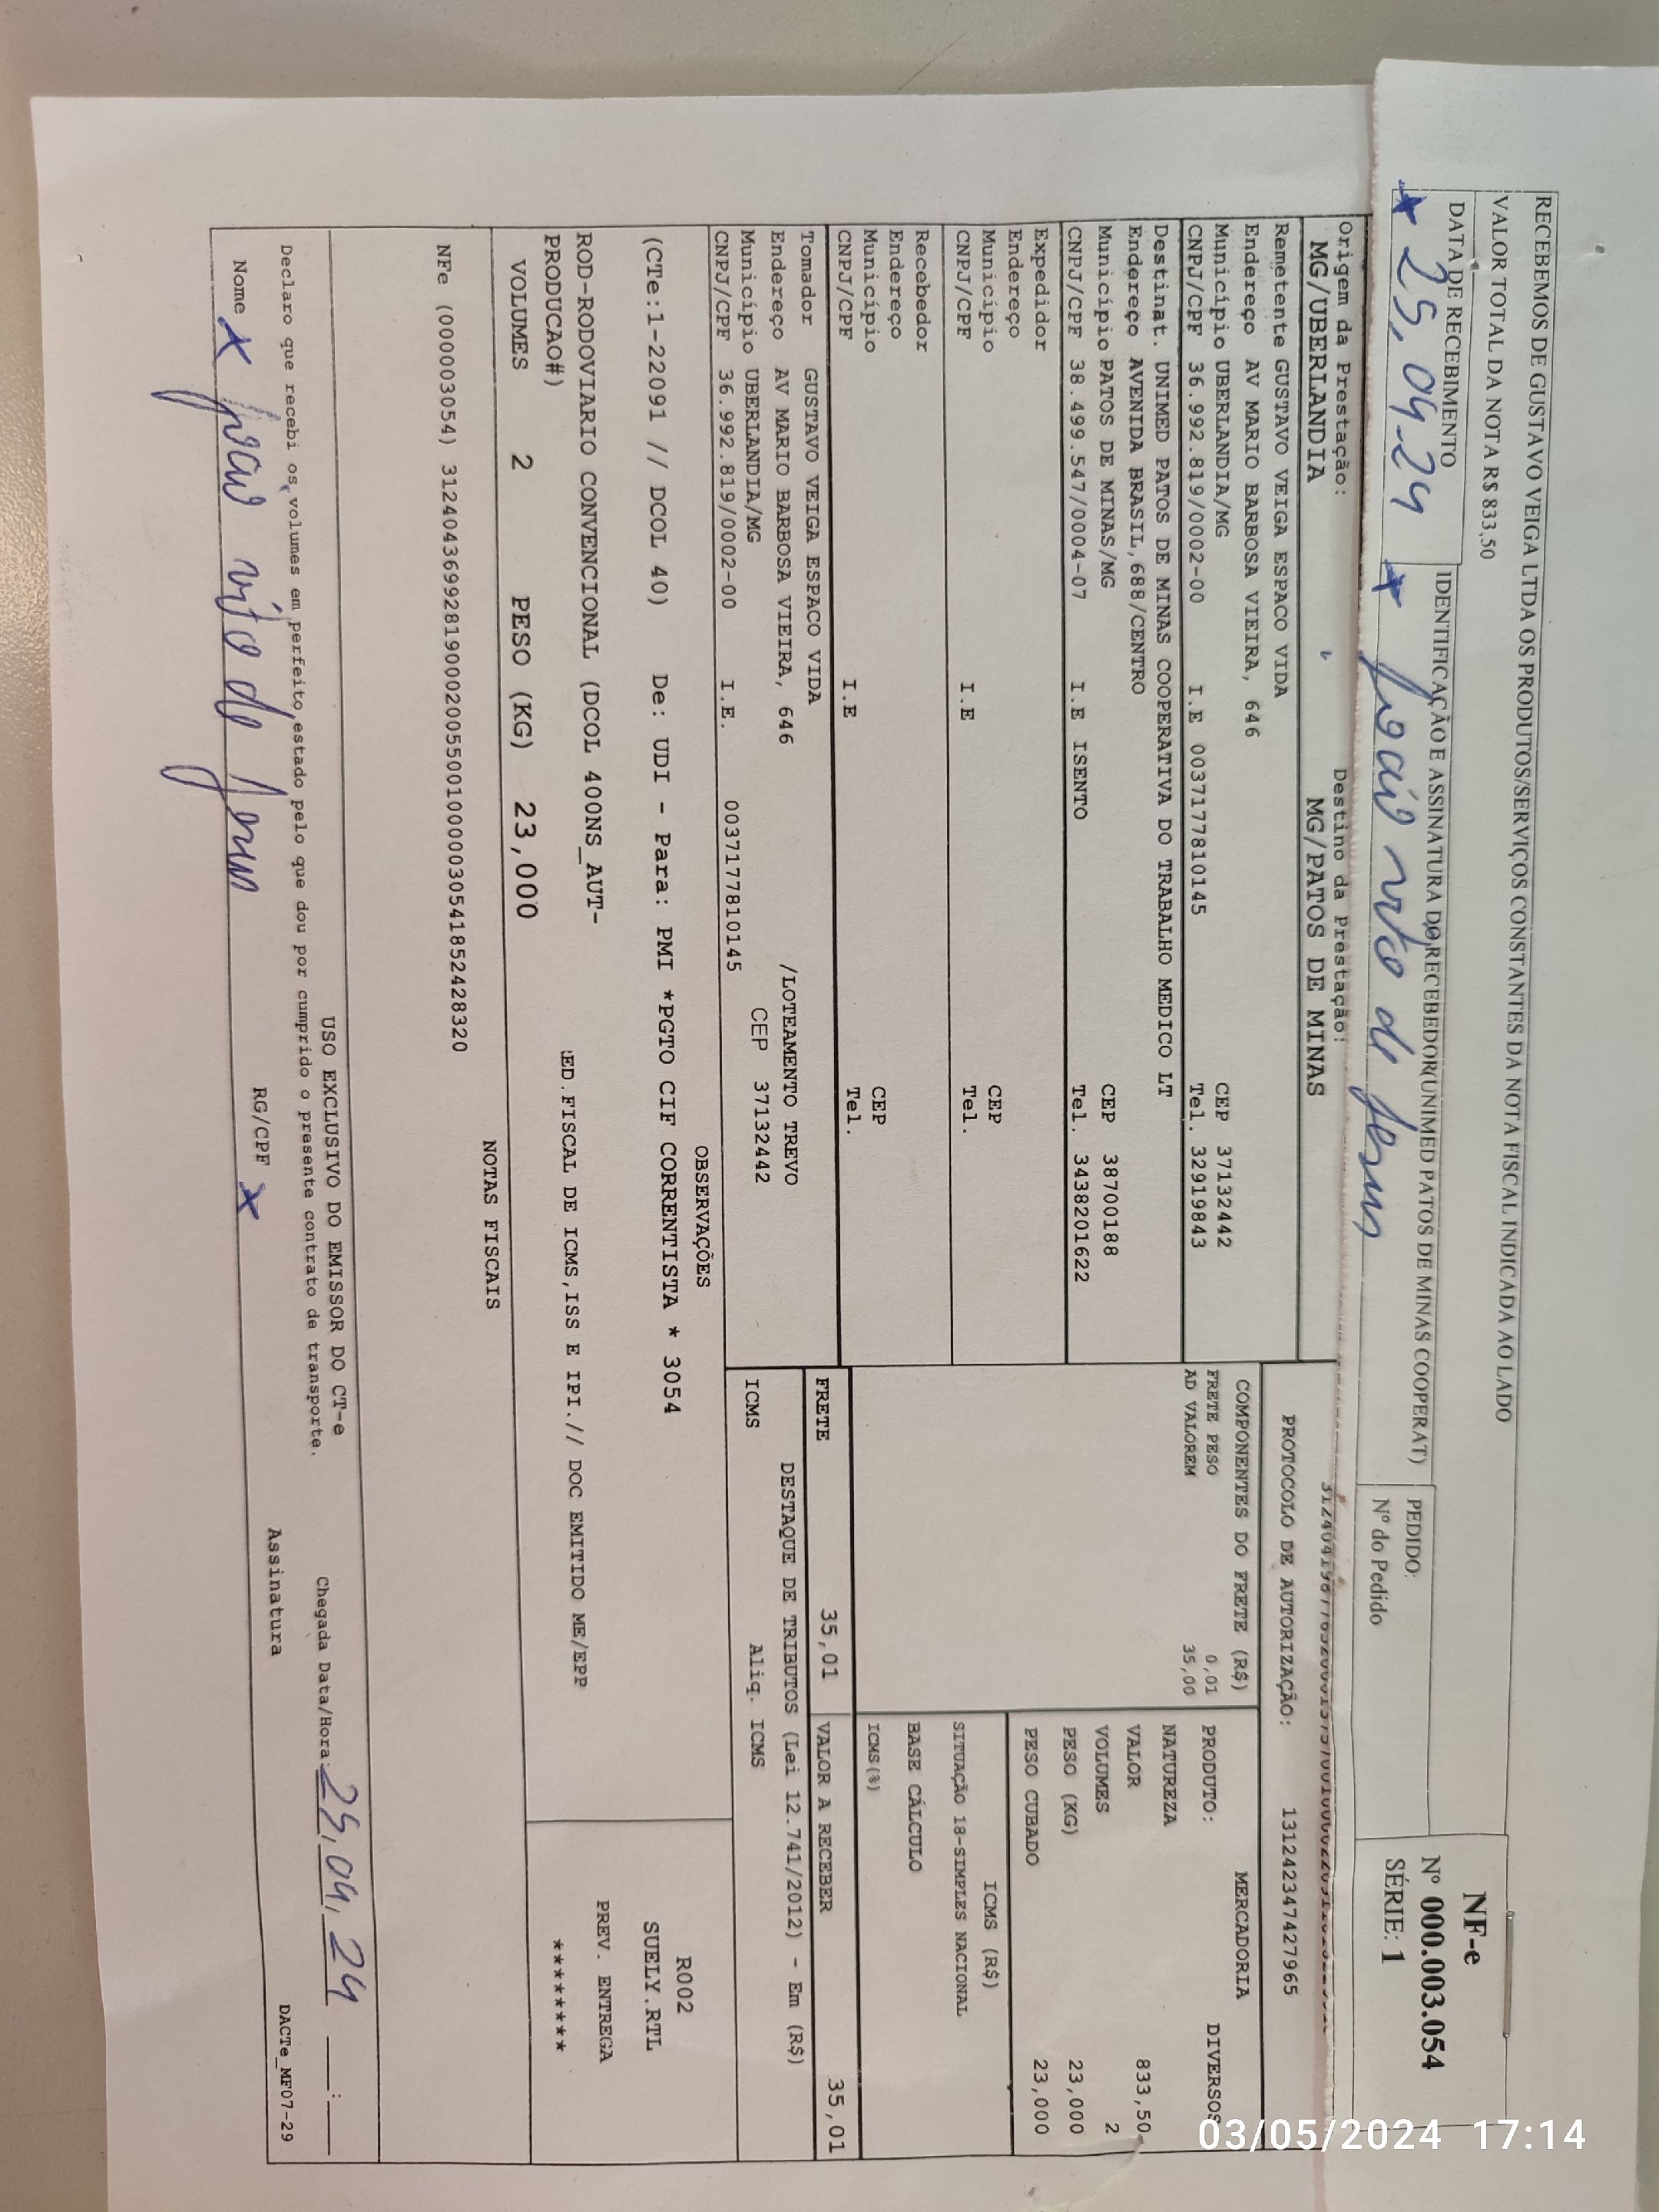 RECEBEMOS DE GUSTAVO VEIGA LTDA OS PRODUTOS/SERVIÇOS CONSTANTES DA NOTA FISCAL INDICADA AO LADO
VALOR TOTAL DA NOTA R$ 833,50
DATA DE RECEBIMENTO
IDENTIFICAÇÃO E ASSINATURA DO RECEBEDOR(UNIMED PATOS DE MINAS COOPERAT)
PEDIDO:
Nº do Pedido
NF-e
Nº 000.003.054
SÉRIE: 1
25,04-24
de Jesus
Origem da Prestação:
MG/UBERLANDIA
Destino da Prestação:
MG/PATOS DE MINAS
PROTOCOLO DE AUTORIZAÇÃO: 131242347427965
Remetente GUSTAVO VEIGA ESPACO VIDA
Endereço AV MARIO BARBOSA VIEIRA, 646
Município UBERLANDIA/MG CEP 37132442
CNPJ/CPF 36.992.819/0002-00 I.E 0037177810145 Tel. 32919843
Destinat. UNIMED PATOS DE MINAS COOPERATIVA DO TRABALHO MEDICO LT
Endereço AVENIDA BRASIL,688/CENTRO
Município PATOS DE MINAS/MG CEP 38700188
CNPJ/CPF 38.499.547/0004-07 I.E ISENTO Tel. 3438201622
Expedidor
Endereço
Município CEP
CNPJ/CPF I.E Tel.
Recebedor
Endereço
Município CEP
CNPJ/CPF I.E Tel.
Tomador GUSTAVO VEIGA ESPACO VIDA
Endereço AV MARIO BARBOSA VIEIRA, 646 /LOTEAMENTO TREVO
Município UBERLANDIA/MG CEP 37132442
CNPJ/CPF 36.992.819/0002-00 I.E. 0037177810145
COMPONENTES DO FRETE (R$)
FRETE PESO 0,01
AD VALOREM 35,00
MERCADORIA
PRODUTO: DIVERSOS
NATUREZA
VALOR 833,50
VOLUMES 2
PESO (KG) 23,000
PESO CUBADO 23,000
ICMS (R$)
SITUAÇÃO 18-SIMPLES NACIONAL
BASE CÁLCULO
ICMS(%)
FRETE 35,01
VALOR A RECEBER 35,01
DESTAQUE DE TRIBUTOS (Lei 12.741/2012) - Em (R$)
ICMS Aliq. ICMS
OBSERVAÇÕES
(CTe:1-22091 // DCOL 40) De: UDI - Para: PMI *PGTO CIF CORRENTISTA * 3054
ROD-RODOVIARIO CONVENCIONAL (DCOL 400NS_AUT-
PRODUCAO#) ED.FISCAL DE ICMS,ISS E IPI.// DOC EMITIDO ME/EPP
R002
SUELY.RTL
PREV. ENTREGA
********
VOLUMES 2 PESO (KG) 23,000
NOTAS FISCAIS
NFe (000003054) 31240436992819000200550010000030541852428320
USO EXCLUSIVO DO EMISSOR DO CT-e
Declaro que recebi os volumes em perfeito estado pelo que dou por cumprido o presente contrato de transporte.
Chegada Data/Hora 25,04,24 __:__
Nome
de Jesus
RG/CPF x
Assinatura
DACTe_MF07-29
03/05/2024 17:14